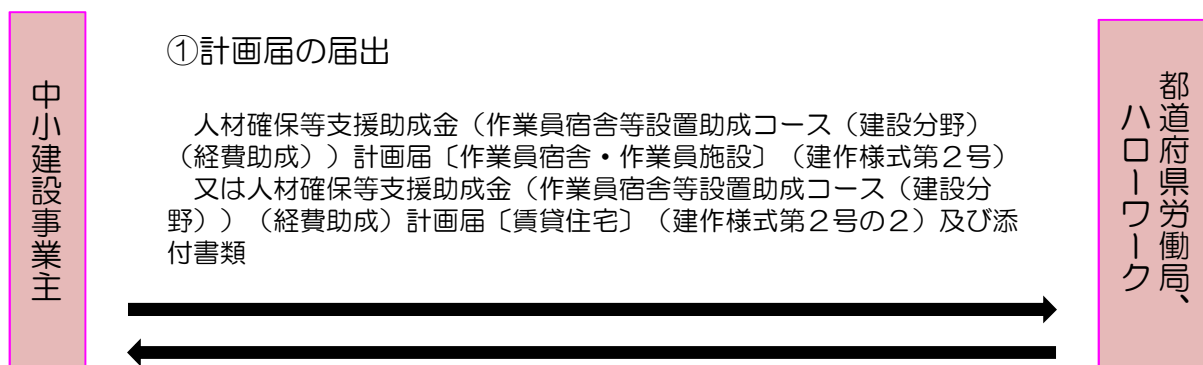 中小建設事業主
①計画届の届出
人材確保等支援助成金（作業員宿舎等設置助成コース（建設分野）
（経費助成））計画届〔作業員宿舎・作業員施設〕（建作様式第２号）
又は人材確保等支援助成金（作業員宿舎等設置助成コース（建設分
野））（経費助成）計画届〔賃貸住宅〕（建作様式第２号の２）及び添
付書類
都道府県労働局、
ハローワーク